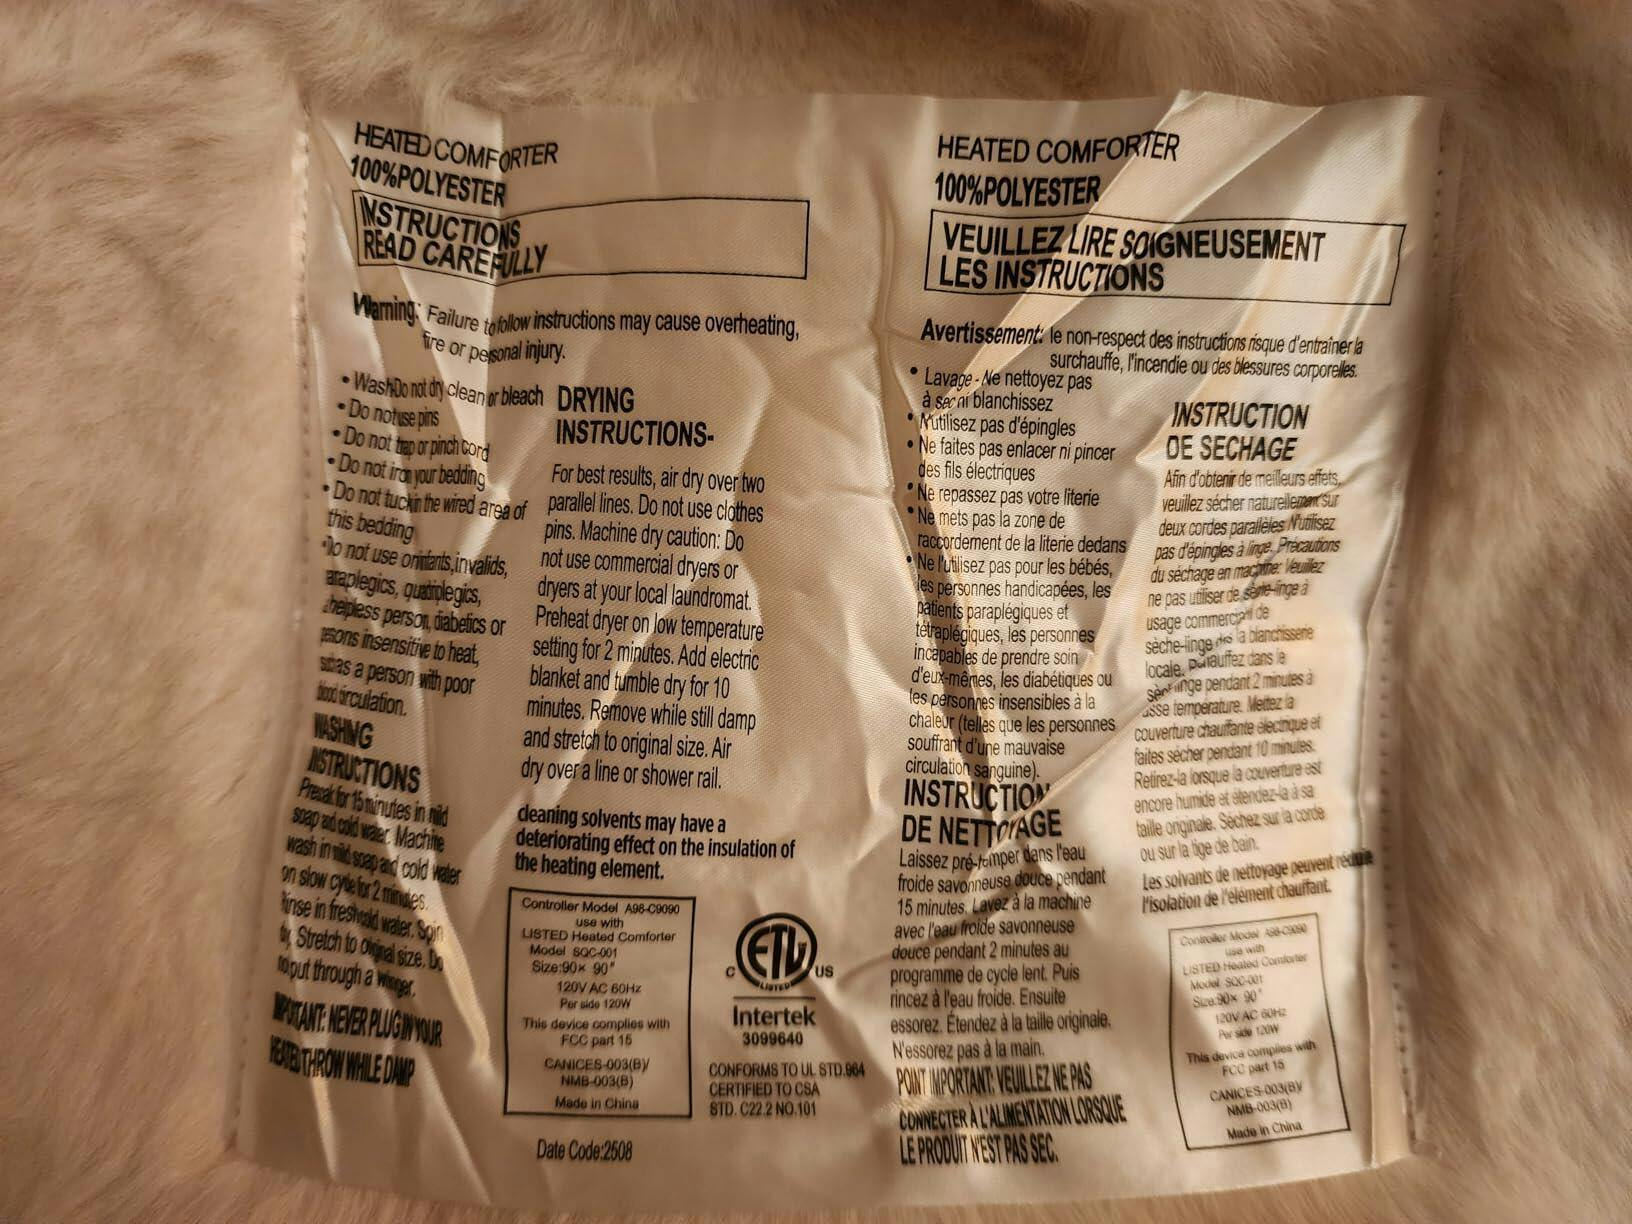 HEATED COMFORTER
100%POLYESTER
INSTRUCTIONS
READ CAREFULLY
Warning: Failure to follow instructions may cause overheating,
fire or personal injury.
• WashDo not dry clean or bleach
• Do not use pins
• Do not trap or pinch cord
• Do not iron your bedding
• Do not tuck in the wired area of
this bedding
•Do not use on infants, invalids,
araplegics, quadriplegics,
a helpless person, diabetics or
persons insensitive to heat,
such as a person with poor
blood circulation.
WASHING
INSTRUCTIONS
Presoak for 15 minutes in mild
soap and cold water. Machine
wash in mild soap and cold water
on slow cycle for 2 minutes.
Rinse in fresh cold water. Spin
dry. Stretch to original size. Do
not put through a wringer.
IMPORTANT: NEVER PLUG IN YOUR
HEATED THROW WHILE DAMP
DRYING
INSTRUCTIONS-
For best results, air dry over two
parallel lines. Do not use clothes
pins. Machine dry caution: Do
not use commercial dryers or
dryers at your local laundromat.
Preheat dryer on low temperature
setting for 2 minutes. Add electric
blanket and tumble dry for 10
minutes. Remove while still damp
and stretch to original size. Air
dry over a line or shower rail.
cleaning solvents may have a
deteriorating effect on the insulation of
the heating element.
Controller Model A98-C9090
use with
LISTED Heated Comforter
Model SQC-001
Size:90× 90"
120V AC 60Hz
Per side 120W
This device complies with
FCC part 15
CANICES-003(B)/
NMB-003(B)
Made in China
Date Code:2508
ETL
C US
LISTED
Intertek
3099640
CONFORMS TO UL STD.964
CERTIFIED TO CSA
STD. C22.2 NO.101
HEATED COMFORTER
100%POLYESTER
VEUILLEZ LIRE SOIGNEUSEMENT
LES INSTRUCTIONS
Avertissement: le non-respect des instructions risque d'entraîner la
surchauffe, l'incendie ou des blessures corporelles.
• Lavage - Ne nettoyez pas
à sec ni blanchissez
• N'utilisez pas d'épingles
• Ne faites pas enlacer ni pincer
des fils électriques
• Ne repassez pas votre literie
• Ne mets pas la zone de
raccordement de la literie dedans
• Ne l'utilisez pas pour les bébés,
les personnes handicapées, les
patients paraplégiques et
tétraplégiques, les personnes
incapables de prendre soin
d'eux-mêmes, les diabétiques ou
les personnes insensibles à la
chaleur (telles que les personnes
souffrant d'une mauvaise
circulation sanguine).
INSTRUCTION
DE NETTOYAGE
Laissez pré-tremper dans l'eau
froide savonneuse douce pendant
15 minutes. Lavez à la machine
avec l'eau froide savonneuse
douce pendant 2 minutes au
programme de cycle lent. Puis
rincez à l'eau froide. Ensuite
essorez. Étendez à la taille originale.
N'essorez pas à la main.
POINT IMPORTANT: VEUILLEZ NE PAS
CONNECTER À L'ALIMENTATION LORSQUE
LE PRODUIT N'EST PAS SEC.
INSTRUCTION
DE SECHAGE
Afin d'obtenir de meilleurs effets,
veuillez sécher naturellement sur
deux cordes parallèles N'utilisez
pas d'épingles à linge. Précautions
du séchage en machine: Veuillez
ne pas utiliser de sèche-linge à
usage commercial de
sèche-linge de la blanchisserie
locale. Préchauffez dans le
sèche-linge pendant 2 minutes à
basse température. Mettez la
couverture chauffante électrique et
faites sécher pendant 10 minutes.
Retirez-la lorsque la couverture est
encore humide et étendez-la à sa
taille originale. Séchez sur la corde
ou sur la tige de bain.
Les solvants de nettoyage peuvent réduire
l'isolation de l'élément chauffant.
Controller Model A98-C9090
use with
LISTED Heated Comforter
Model SQC-001
Size:90× 90"
120V AC 60Hz
Per side 120W
This device complies with
FCC part 15
CANICES-003(B)/
NMB-003(B)
Made in China